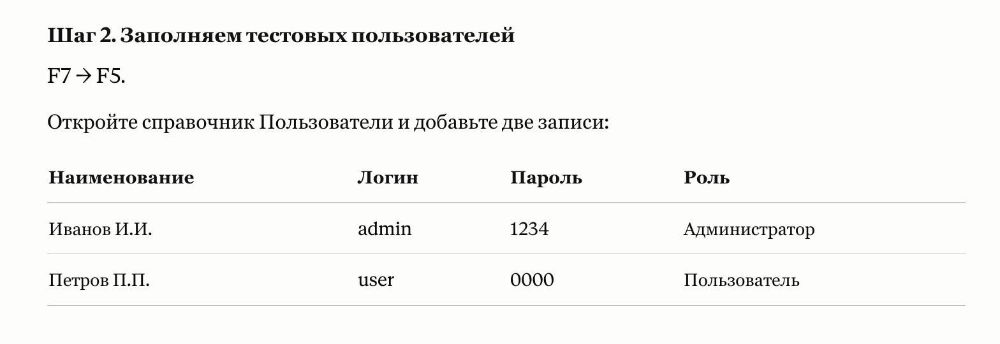 Шаг 2. Заполняем тестовых пользователей
F7 → F5.
Откройте справочник Пользователи и добавьте две записи:
Наименование Логин Пароль Роль
Иванов И.И. admin 1234 Администратор
Петров П.П. user 0000 Пользователь